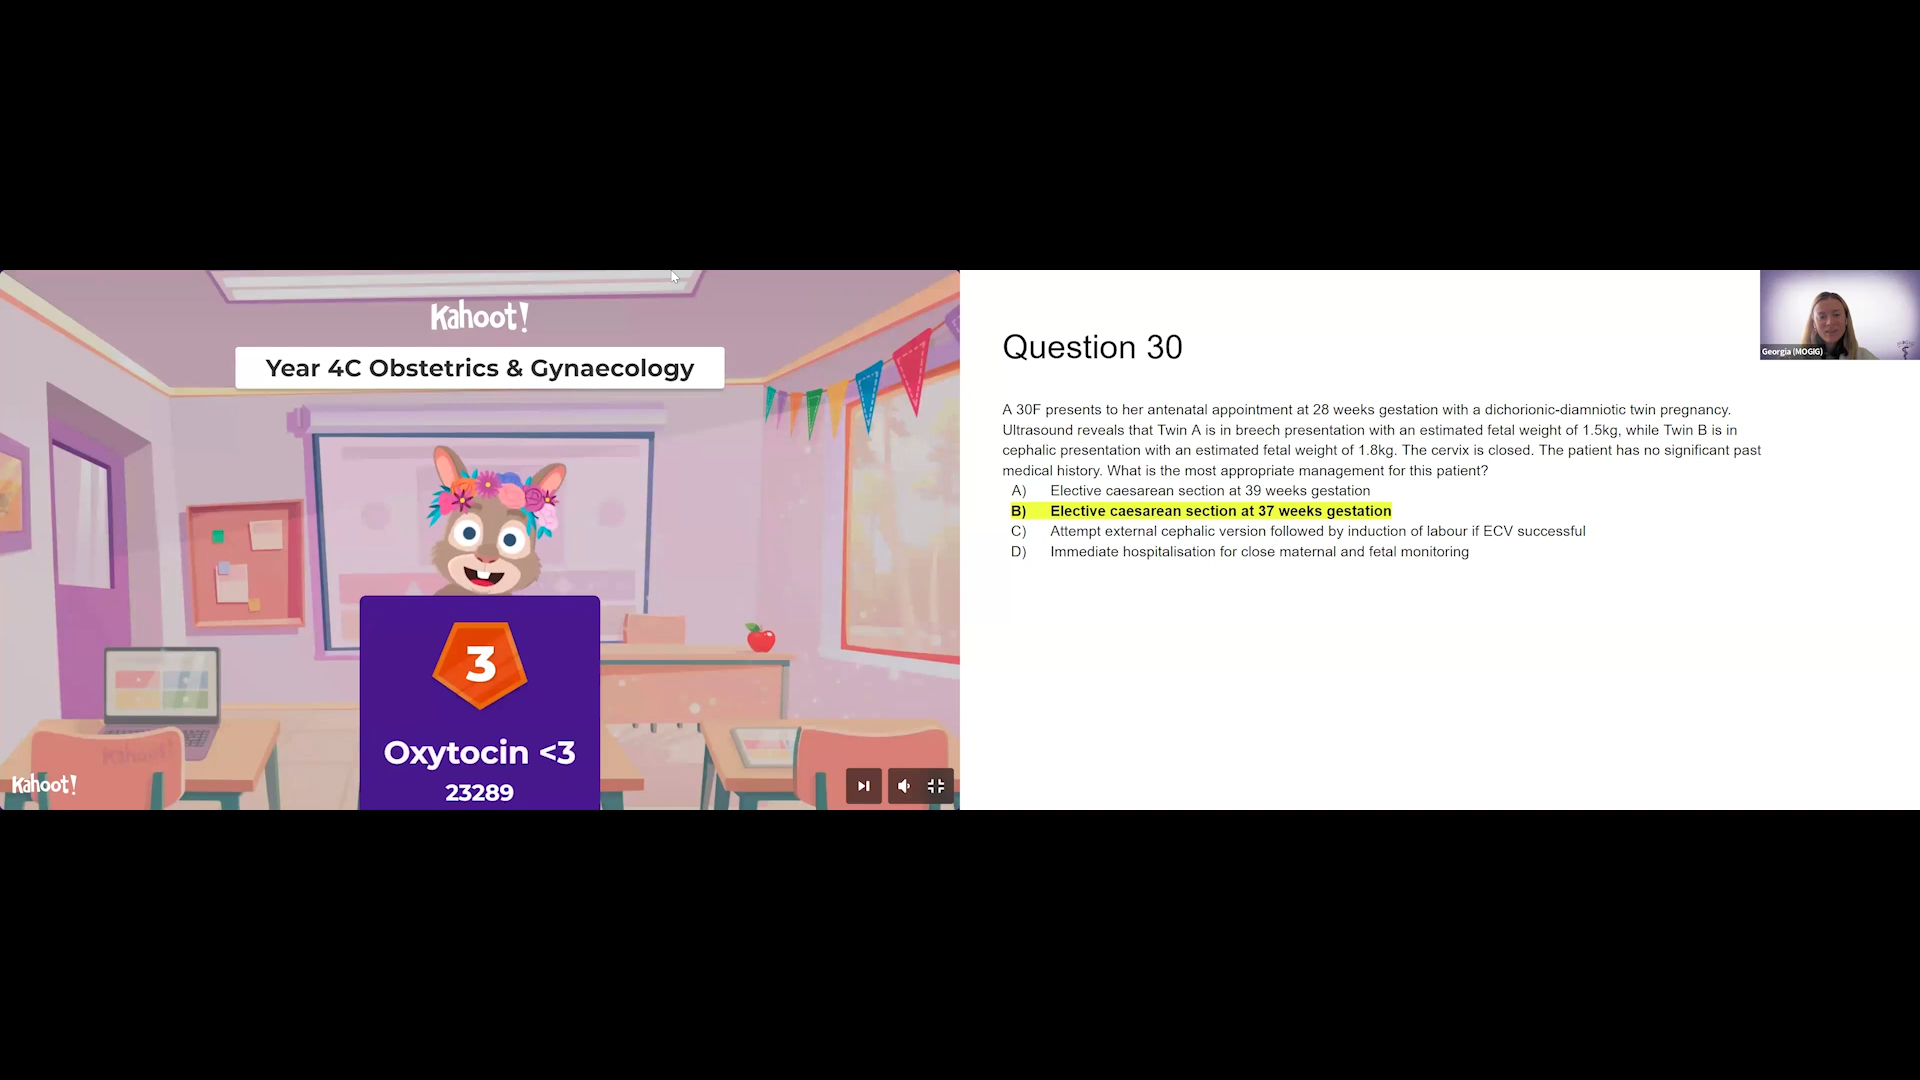 Kahoot!
Year 4C Obstetrics & Gynaecology
3
Oxytocin <3
23289
Kahoot!
Question 30
A 30F presents to her antenatal appointment at 28 weeks gestation with a dichorionic-diamniotic twin pregnancy.
Ultrasound reveals that Twin A is in breech presentation with an estimated fetal weight of 1.5kg, while Twin B is in
cephalic presentation with an estimated fetal weight of 1.8kg. The cervix is closed. The patient has no significant past
medical history. What is the most appropriate management for this patient?
A) Elective caesarean section at 39 weeks gestation
B) Elective caesarean section at 37 weeks gestation
C) Attempt external cephalic version followed by induction of labour if ECV successful
D) Immediate hospitalisation for close maternal and fetal monitoring
Georgia (MOGIG)